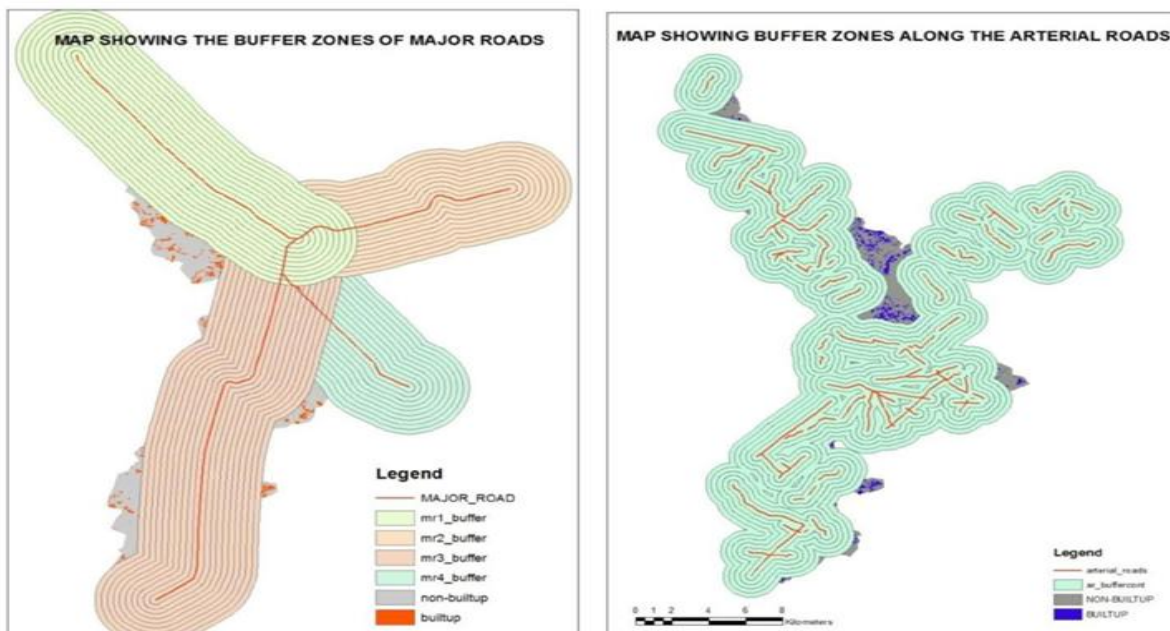 MAP SHOWING THE BUFFER ZONES OF MAJOR ROADS
Legend
MAJOR_ROAD
mr1_buffer
mr2_buffer
mr3_buffer
mr4_buffer
non-builtup
builtup
MAP SHOWING BUFFER ZONES ALONG THE ARTERIAL ROADS
Legend
arterial_roads
ar_buffercont
NON-BUILTUP
BUILTUP
0 1 2 4 6 8
Kilometers